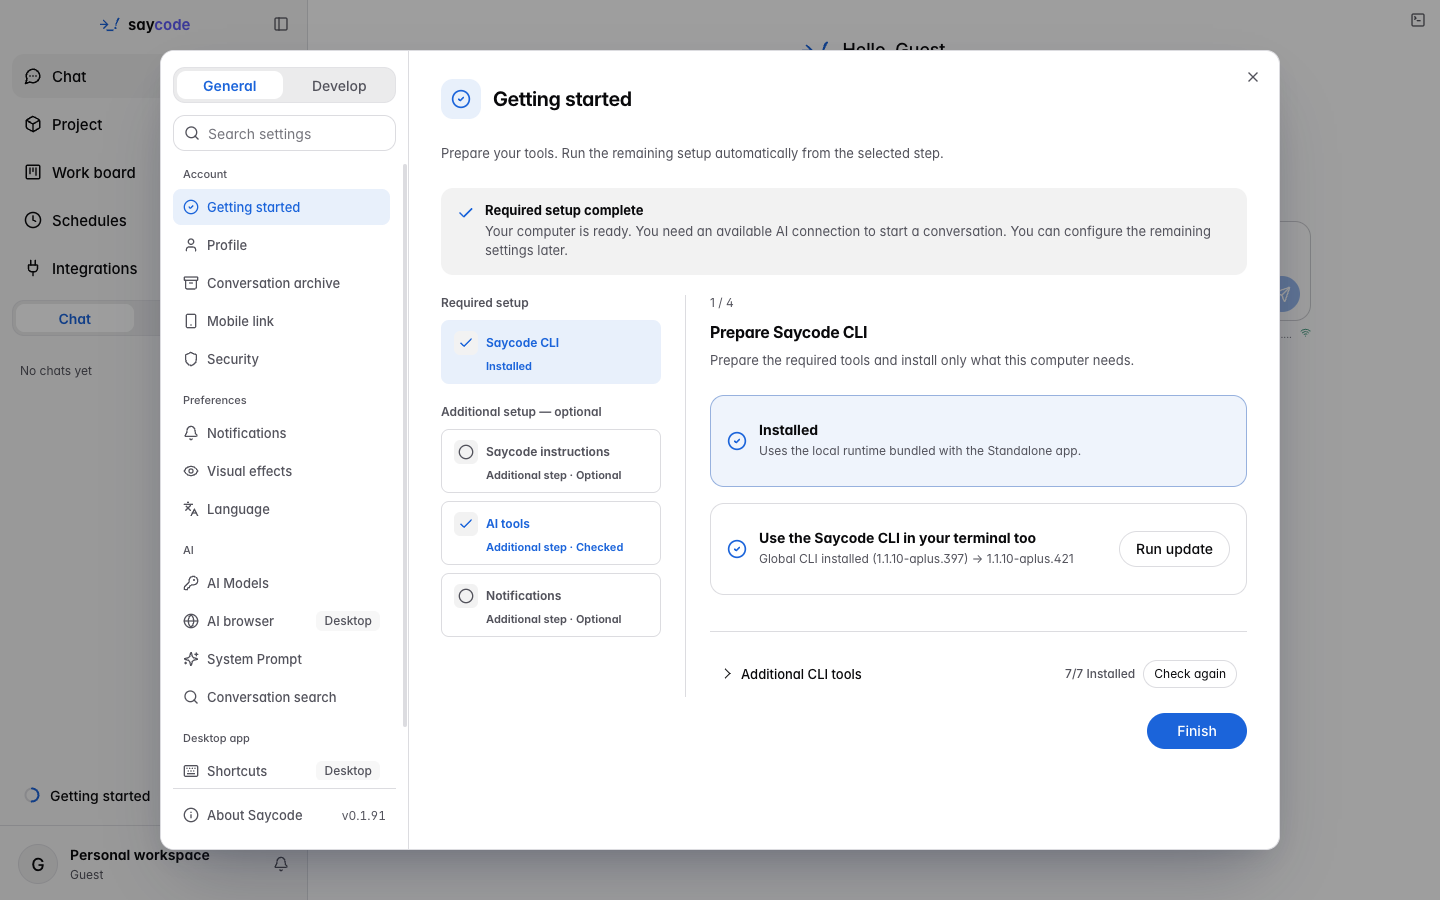 saycode
Chat
Project
Work board
Schedules
Integrations
Chat
No chats yet
Getting started
G
Personal workspace
Guest
Hello, Guest
General
Develop
Search settings
Account
Getting started
Profile
Conversation archive
Mobile link
Security
Preferences
Notifications
Visual effects
Language
AI
AI Models
AI browser
Desktop
System Prompt
Conversation search
Desktop app
Shortcuts
Desktop
About Saycode
v0.1.91
Getting started
Prepare your tools. Run the remaining setup automatically from the selected step.
Required setup complete
Your computer is ready. You need an available AI connection to start a conversation. You can configure the remaining
settings later.
Required setup
Saycode CLI
Installed
Additional setup — optional
Saycode instructions
Additional step · Optional
AI tools
Additional step · Checked
Notifications
Additional step · Optional
1 / 4
Prepare Saycode CLI
Prepare the required tools and install only what this computer needs.
Installed
Uses the local runtime bundled with the Standalone app.
Use the Saycode CLI in your terminal too
Global CLI installed (1.1.10-aplus.397) → 1.1.10-aplus.421
Run update
Additional CLI tools
7/7 Installed
Check again
Finish